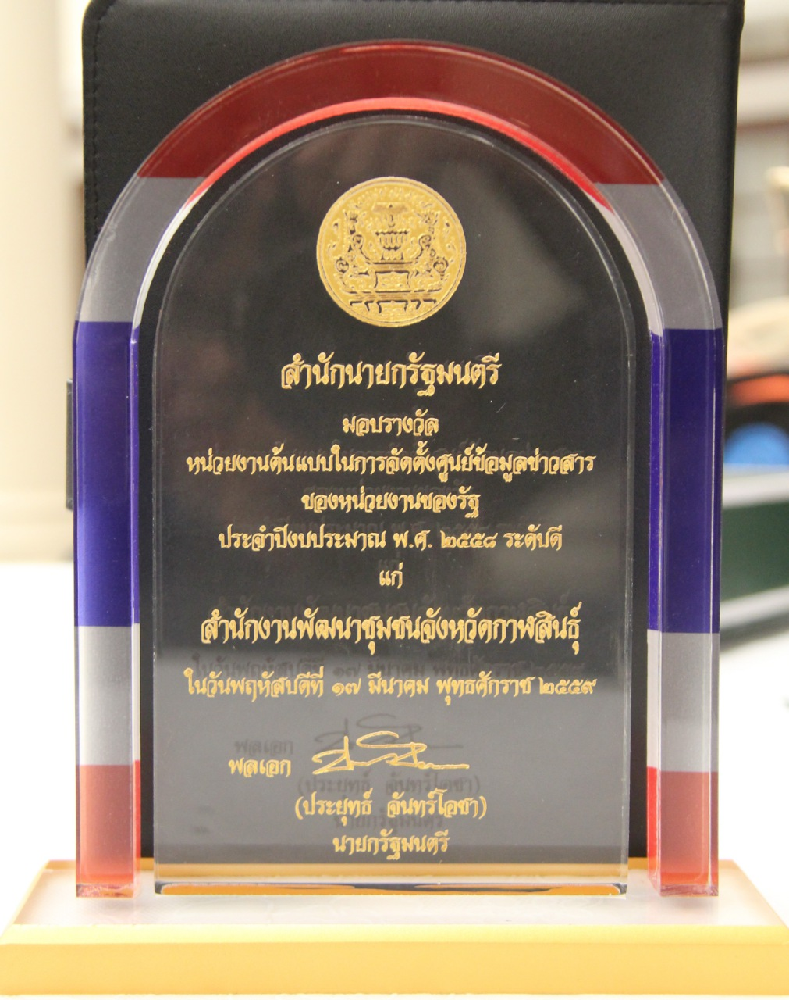 สำนักนายกรัฐมนตรี
มอบรางวัล
หน่วยงานต้นแบบในการจัดตั้งศูนย์ข้อมูลข่าวสาร
ของหน่วยงานของรัฐ
ประจำปีงบประมาณ พ.ศ. ๒๕๕๘ ระดับดี
แก่
สำนักงานพัฒนาชุมชนจังหวัดกาฬสินธุ์
ในวันพฤหัสบดีที่ ๑๗ มีนาคม พุทธศักราช ๒๕๕๙
พลเอก
(ประยุทธ์ จันทร์โอชา)
นายกรัฐมนตรี